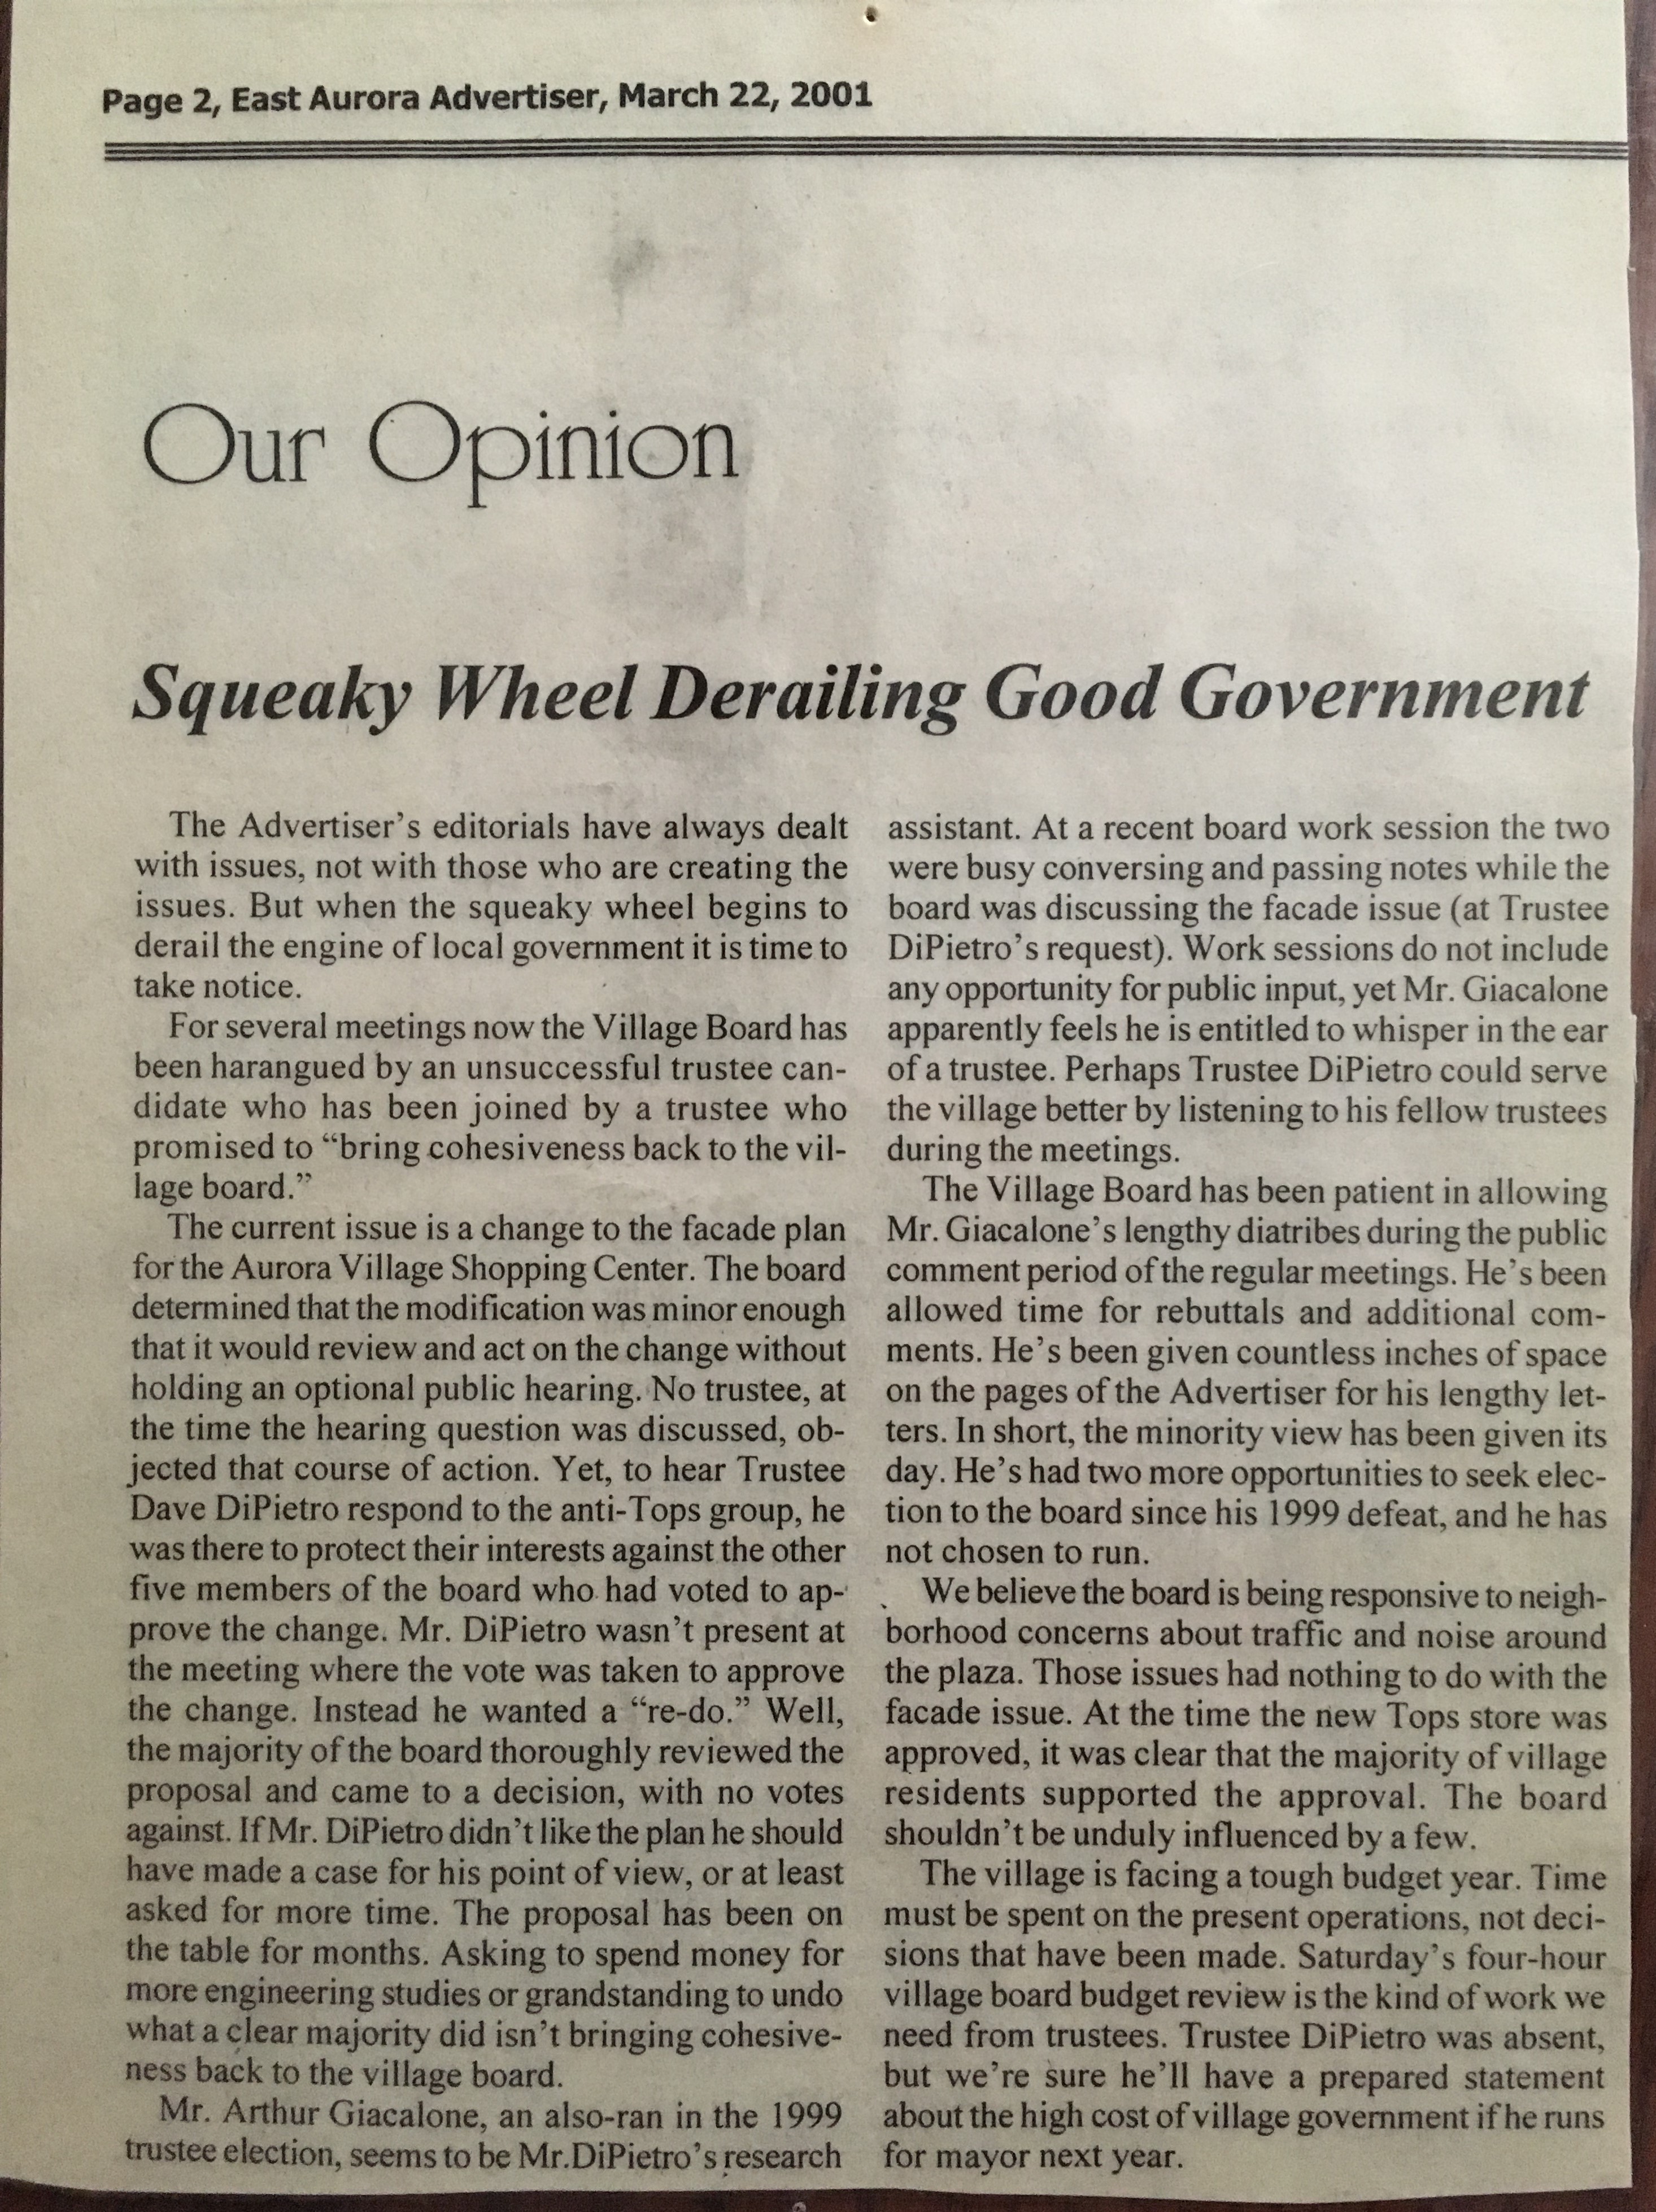 Page 2, East Aurora Advertiser, March 22, 2001
Our Opinion
Squeaky Wheel Derailing Good Government
The Advertiser's editorials have always dealt
with issues, not with those who are creating the
issues. But when the squeaky wheel begins to
derail the engine of local government it is time to
take notice.
For several meetings now the Village Board has
been harangued by an unsuccessful trustee can-
didate who has been joined by a trustee who
promised to “bring cohesiveness back to the vil-
lage board.”
The current issue is a change to the facade plan
for the Aurora Village Shopping Center. The board
determined that the modification was minor enough
that it would review and act on the change without
holding an optional public hearing. No trustee, at
the time the hearing question was discussed, ob-
jected that course of action. Yet, to hear Trustee
Dave DiPietro respond to the anti-Tops group, he
was there to protect their interests against the other
five members of the board who had voted to ap-
prove the change. Mr. DiPietro wasn't present at
the meeting where the vote was taken to approve
the change. Instead he wanted a “re-do.” Well,
the majority of the board thoroughly reviewed the
proposal and came to a decision, with no votes
against. If Mr. DiPietro didn't like the plan he should
have made a case for his point of view, or at least
asked for more time. The proposal has been on
the table for months. Asking to spend money for
more engineering studies or grandstanding to undo
what a clear majority did isn't bringing cohesive-
ness back to the village board.
Mr. Arthur Giacalone, an also-ran in the 1999
trustee election, seems to be Mr.DiPietro's research
assistant. At a recent board work session the two
were busy conversing and passing notes while the
board was discussing the facade issue (at Trustee
DiPietro's request). Work sessions do not include
any opportunity for public input, yet Mr. Giacalone
apparently feels he is entitled to whisper in the ear
of a trustee. Perhaps Trustee DiPietro could serve
the village better by listening to his fellow trustees
during the meetings.
The Village Board has been patient in allowing
Mr. Giacalone's lengthy diatribes during the public
comment period of the regular meetings. He's been
allowed time for rebuttals and additional com-
ments. He's been given countless inches of space
on the pages of the Advertiser for his lengthy let-
ters. In short, the minority view has been given its
day. He's had two more opportunities to seek elec-
tion to the board since his 1999 defeat, and he has
not chosen to run.
We believe the board is being responsive to neigh-
borhood concerns about traffic and noise around
the plaza. Those issues had nothing to do with the
facade issue. At the time the new Tops store was
approved, it was clear that the majority of village
residents supported the approval. The board
shouldn't be unduly influenced by a few.
The village is facing a tough budget year. Time
must be spent on the present operations, not deci-
sions that have been made. Saturday's four-hour
village board budget review is the kind of work we
need from trustees. Trustee DiPietro was absent,
but we're sure he'll have a prepared statement
about the high cost of village government if he runs
for mayor next year.